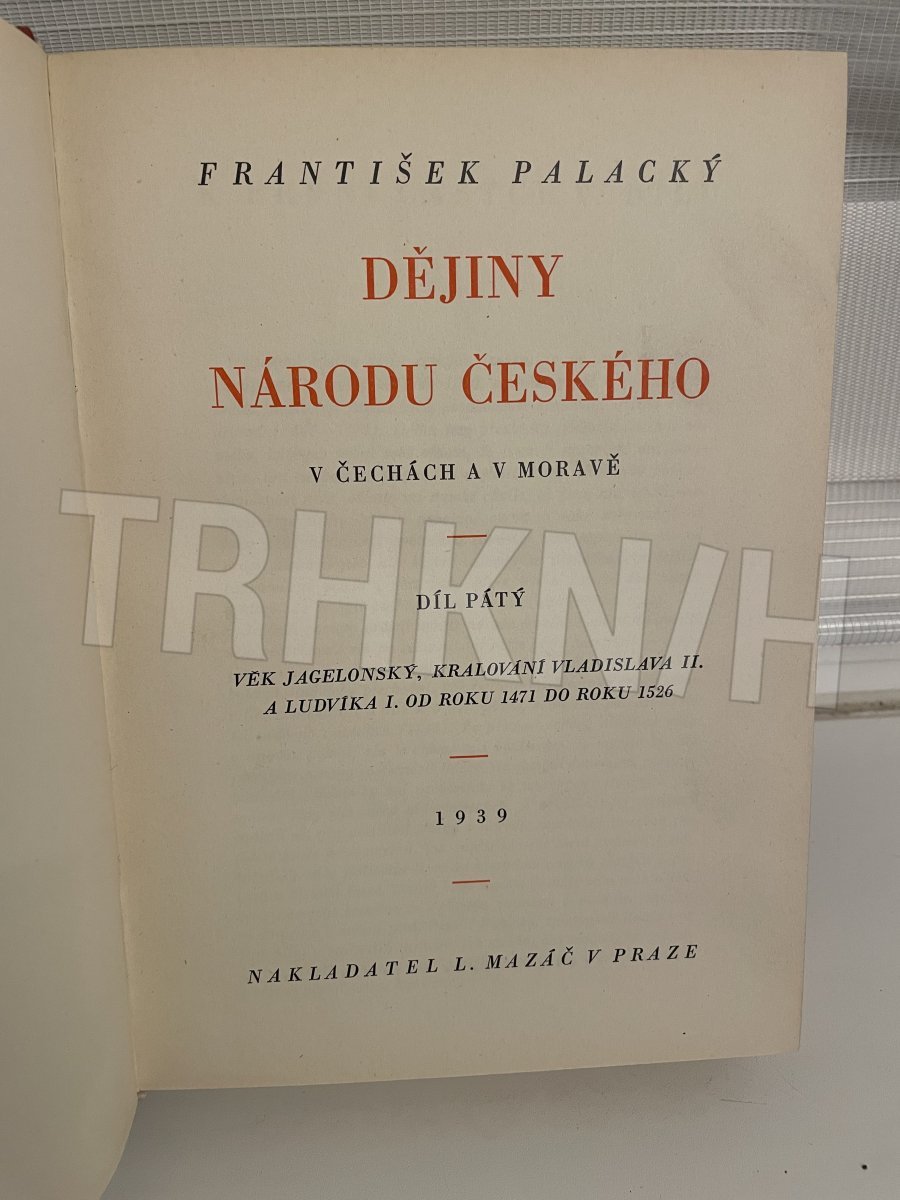 FRANTIŠEK PALACKÝ
DĚJINY
NÁRODU ČESKÉHO
V ČECHÁCH A V MORAVĚ
TRHKN/H
DÍL PÁTÝ
VĚK JAGELONSKÝ, KRALOVÁNÍ VLADISLAVA II.
A LUDVÍKA I. OD ROKU 1471 DO ROKU 1526
1939
NAKLADATEL L. MAZÁČ V PRAZE